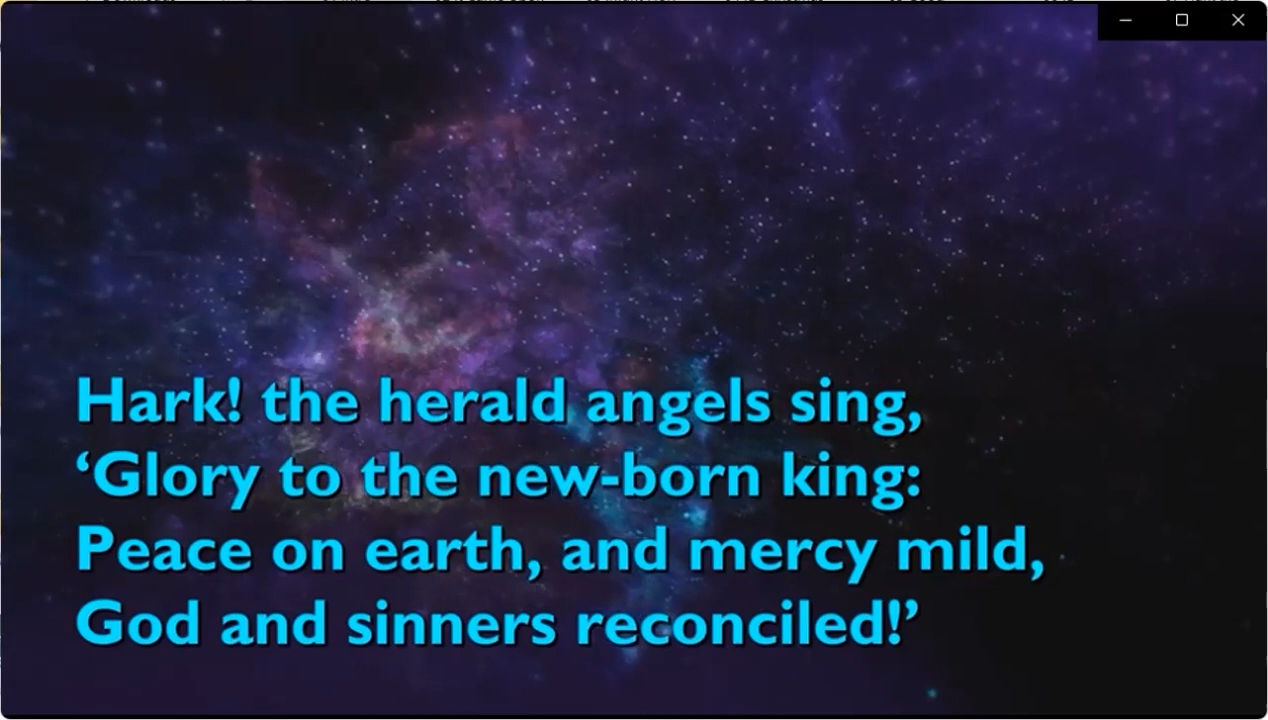 Hark! the herald angels sing,
‘Glory to the new-born king:
Peace on earth, and mercy mild,
God and sinners reconciled!’